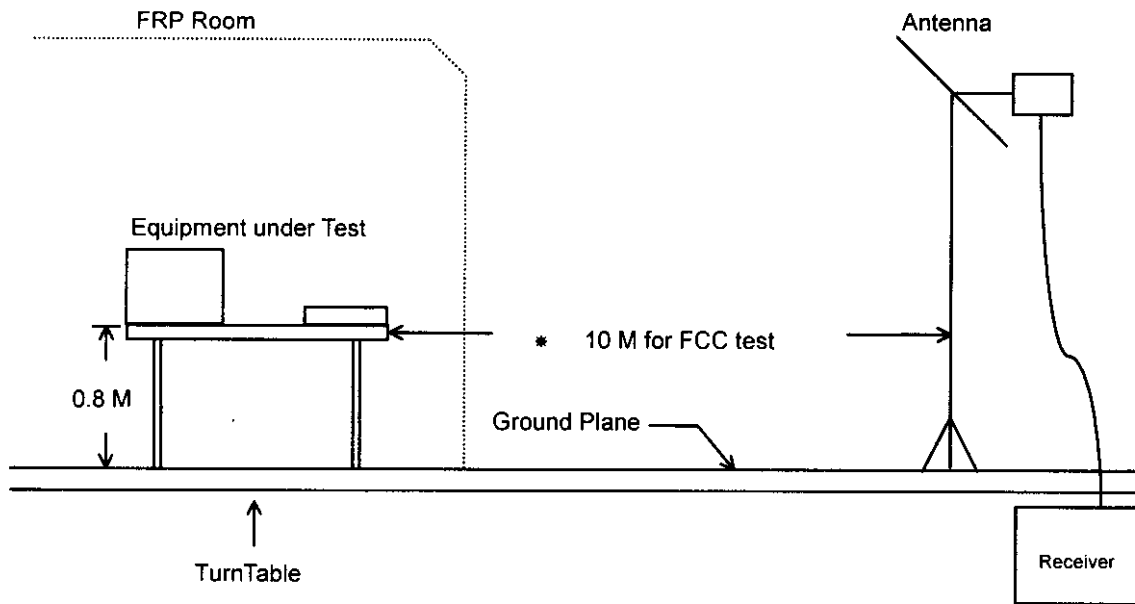 FRP Room
Antenna
Equipment under Test
* 10 M for FCC test
0.8 M
Ground Plane
TurnTable
Receiver